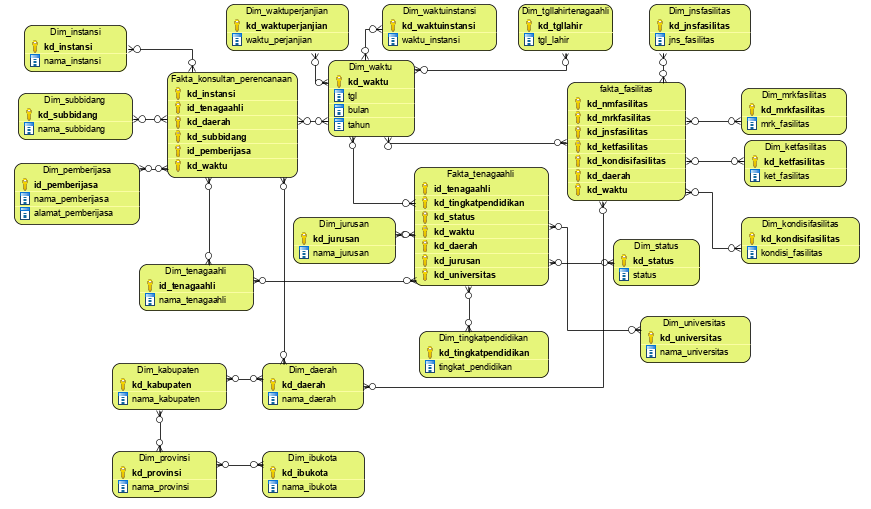 Dim_instansi
kd_instansi
nama_instansi
Dim_waktuperjanjian
kd_waktuperjanjian
waktu_perjanjian
Dim_waktuinstansi
kd_waktuinstansi
waktu_instansi
Dim_tgllahirtenagaahli
kd_tgllahir
tgl_lahir
Dim_jnsfasilitas
kd_jnsfasilitas
jns_fasilitas
Fakta_konsultan_perencanaan
kd_instansi
id_tenagaahli
kd_daerah
kd_subbidang
id_pemberijasa
kd_waktu
Dim_waktu
kd_waktu
tgl
bulan
tahun
fakta_fasilitas
kd_nmfasilitas
kd_mrkfasilitas
kd_jnsfasilitas
kd_ketfasilitas
kd_kondisifasilitas
kd_daerah
kd_waktu
Dim_subbidang
kd_subbidang
nama_subbidang
Dim_mrkfasilitas
kd_mrkfasilitas
mrk_fasilitas
Dim_ketfasilitas
kd_ketfasilitas
ket_fasilitas
Dim_pemberijasa
id_pemberijasa
nama_pemberijasa
alamat_pemberijasa
Fakta_tenagaahli
id_tenagaahli
kd_tingkatpendidikan
kd_status
kd_waktu
kd_daerah
kd_jurusan
kd_universitas
Dim_jurusan
kd_jurusan
nama_jurusan
Dim_kondisifasilitas
kd_kondisifasilitas
kondisi_fasilitas
Dim_status
kd_status
status
Dim_tenagaahli
id_tenagaahli
nama_tenagaahli
Dim_universitas
kd_universitas
nama_universitas
Dim_tingkatpendidikan
kd_tingkatpendidikan
tingkat_pendidikan
Dim_kabupaten
kd_kabupaten
nama_kabupaten
Dim_daerah
kd_daerah
nama_daerah
Dim_provinsi
kd_provinsi
nama_provinsi
Dim_ibukota
kd_ibukota
nama_ibukota